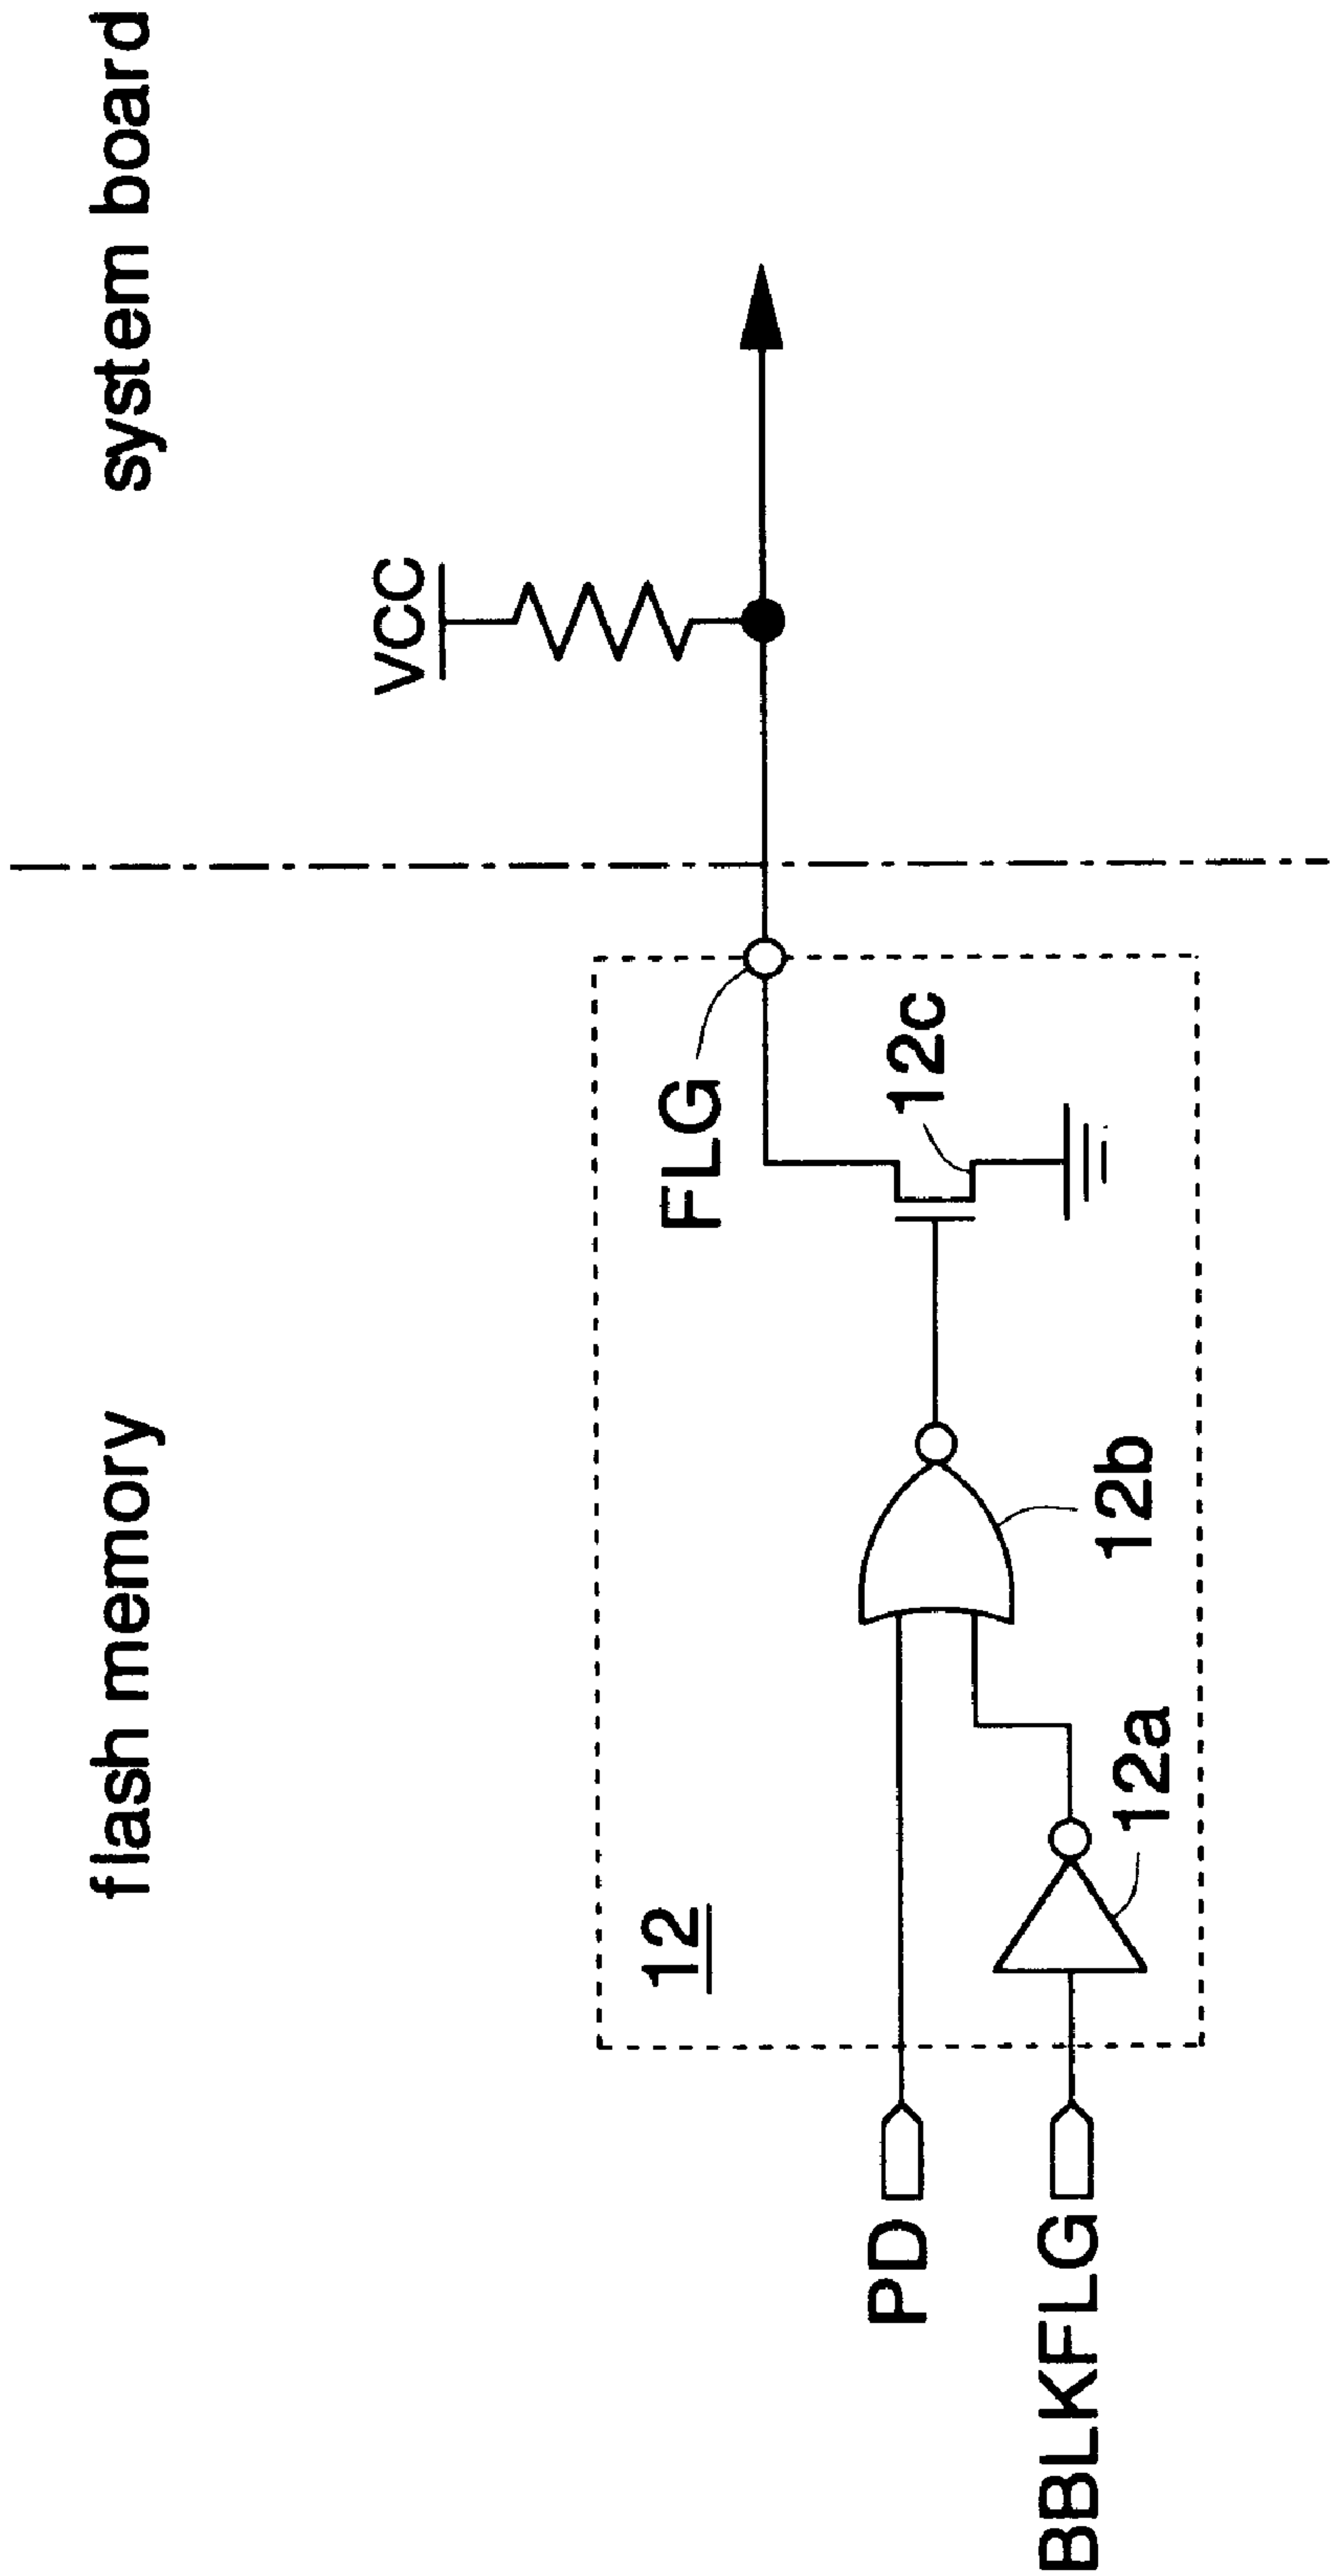 flash memory
system board
VCC
12
FLG
12c
12b
12a
PD
BBLKFLG